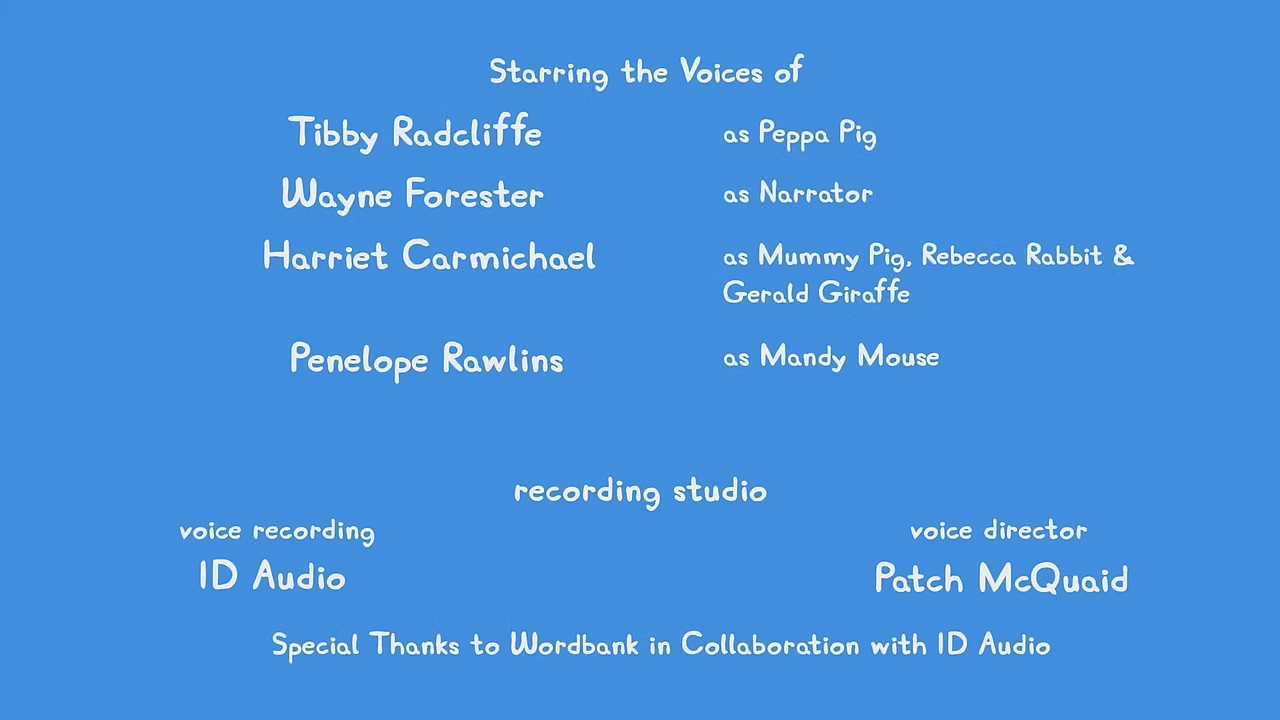 Starring the Voices of
Tibby Radcliffe as Peppa Pig
Wayne Forester as Narrator
Harriet Carmichael as Mummy Pig, Rebecca Rabbit &
Gerald Giraffe
Penelope Rawlins as Mandy Mouse
recording studio
voice recording voice director
ID Audio Patch McQuaid
Special Thanks to Wordbank in Collaboration with ID Audio